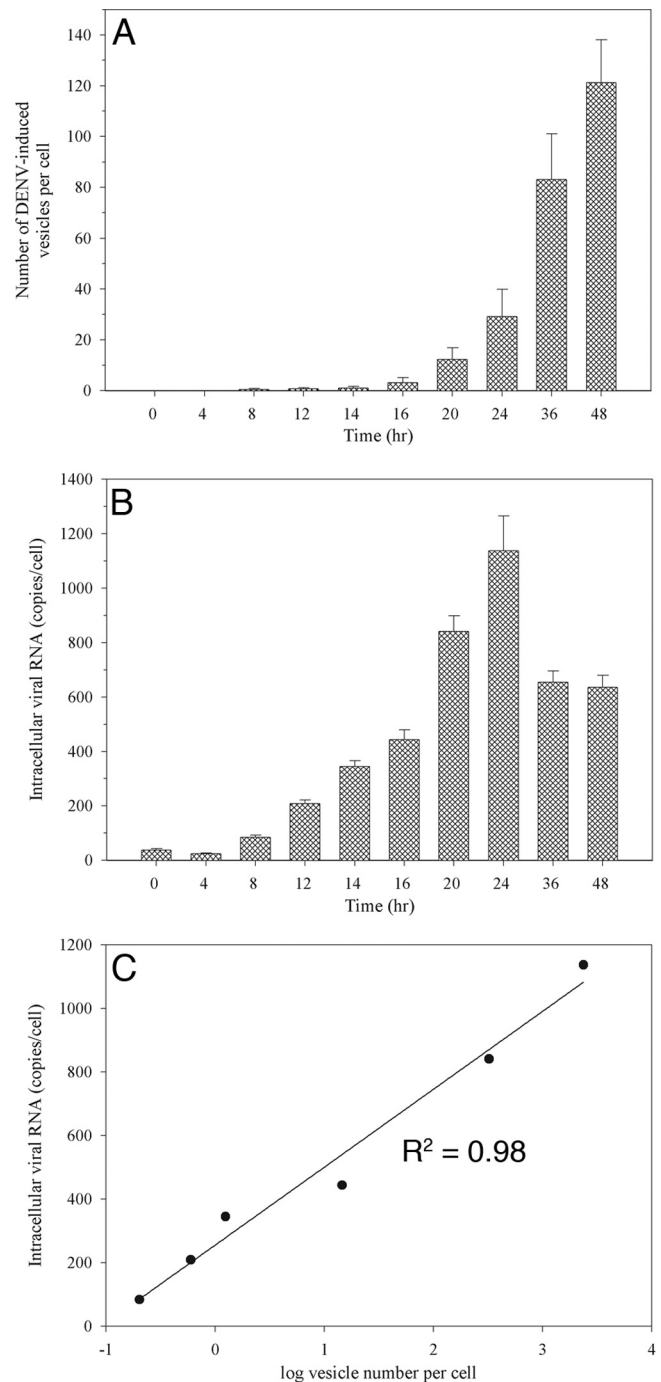 A
Number of DENV-induced
vesicles per cell
140
120
100
80
60
40
20
0
0 4 8 12 14 16 20 24 36 48
Time (hr)
B
Intracellular viral RNA (copies/cell)
1400
1200
1000
800
600
400
200
0
0 4 8 12 14 16 20 24 36 48
Time (hr)
C
Intracellular viral RNA (copies/cell)
1200
1000
800
600
400
200
0
R² = 0.98
-1 0 1 2 3 4
log vesicle number per cell